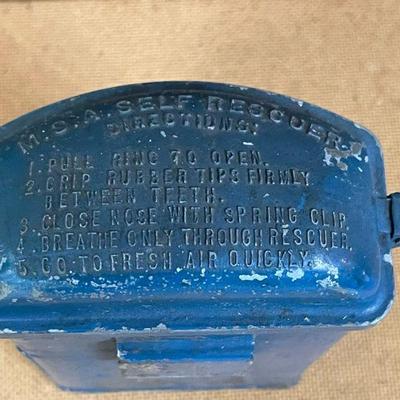 M.S.A. SELF RESCUER
DIRECTIONS:
1. PULL RING TO OPEN.
2. GRIP RUBBER TIPS FIRMLY
BETWEEN TEETH.
3. CLOSE NOSE WITH SPRING CLIP.
4. BREATHE ONLY THROUGH RESCUER.
5. GO TO FRESH AIR QUICKLY.